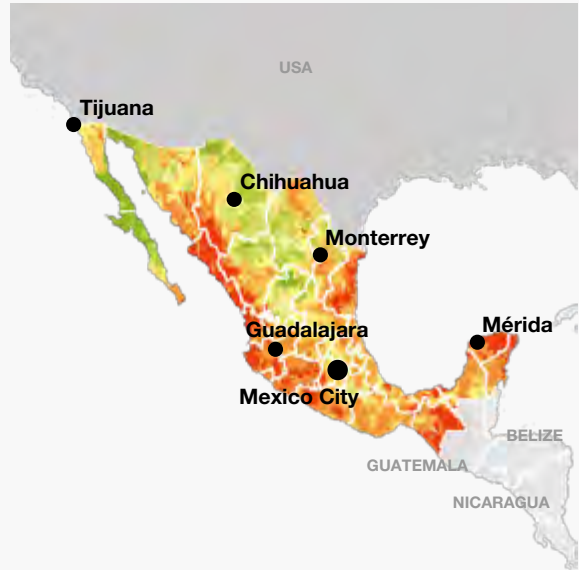 USA
Tijuana
Chihuahua
Monterrey
Guadalajara
Mérida
Mexico City
BELIZE
GUATEMALA
NICARAGUA